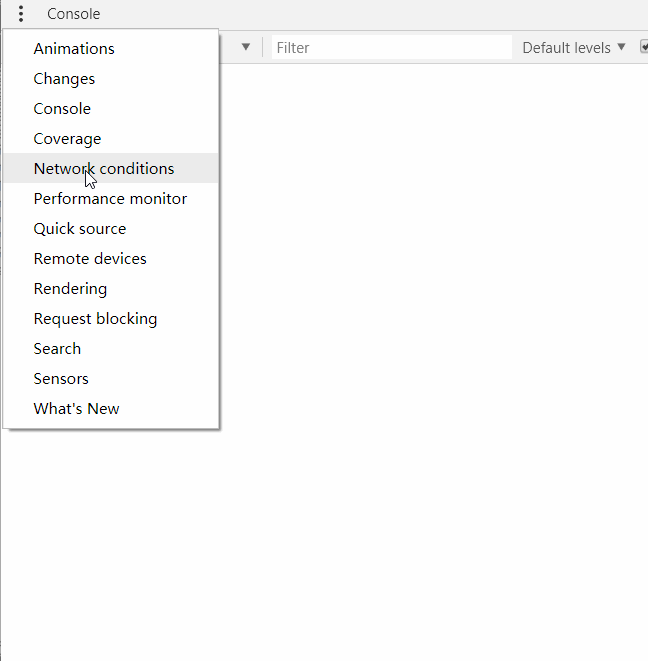 Console
Filter
Default levels
Animations
Changes
Console
Coverage
Network conditions
Performance monitor
Quick source
Remote devices
Rendering
Request blocking
Search
Sensors
What's New